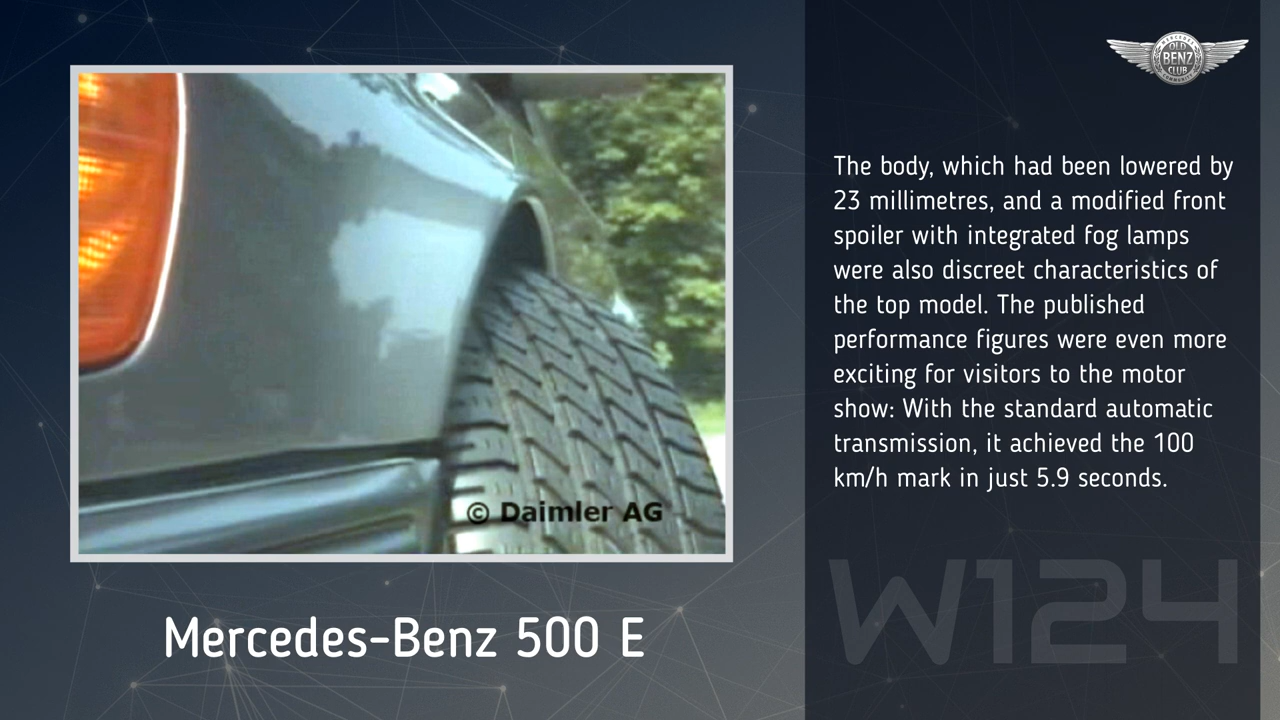 OLD
BENZ
CLUB
The body, which had been lowered by
23 millimetres, and a modified front
spoiler with integrated fog lamps
were also discreet characteristics of
the top model. The published
performance figures were even more
exciting for visitors to the motor
show: With the standard automatic
transmission, it achieved the 100
km/h mark in just 5.9 seconds.
© Daimler AG
Mercedes-Benz 500 E
W124